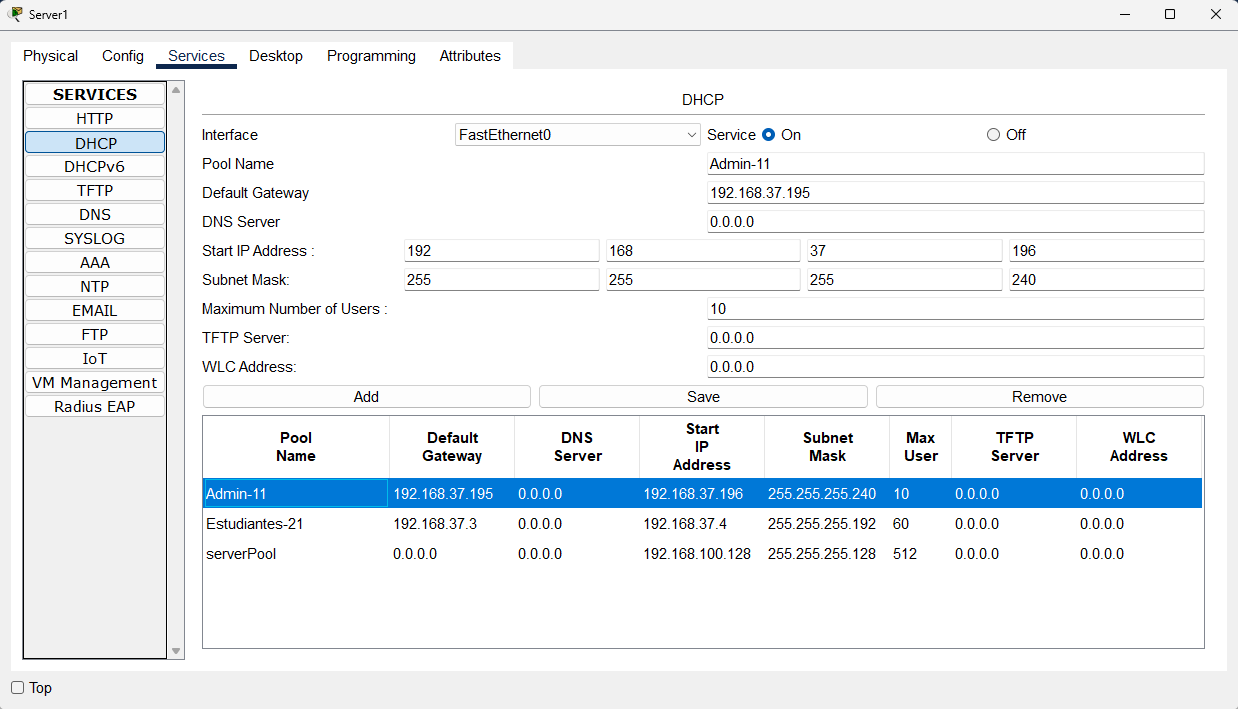 Server1
Physical Config Services Desktop Programming Attributes
SERVICES
HTTP
DHCP
DHCPv6
TFTP
DNS
SYSLOG
AAA
NTP
EMAIL
FTP
IoT
VM Management
Radius EAP
DHCP
Interface FastEthernet0 Service On Off
Pool Name Admin-11
Default Gateway 192.168.37.195
DNS Server 0.0.0.0
Start IP Address : 192 168 37 196
Subnet Mask: 255 255 255 240
Maximum Number of Users : 10
TFTP Server: 0.0.0.0
WLC Address: 0.0.0.0
Add Save Remove
Pool Name Default Gateway DNS Server Start IP Address Subnet Mask Max User TFTP Server WLC Address
Admin-11 192.168.37.195 0.0.0.0 192.168.37.196 255.255.255.240 10 0.0.0.0 0.0.0.0
Estudiantes-21 192.168.37.3 0.0.0.0 192.168.37.4 255.255.255.192 60 0.0.0.0 0.0.0.0
serverPool 0.0.0.0 0.0.0.0 192.168.100.128 255.255.255.128 512 0.0.0.0 0.0.0.0
Top